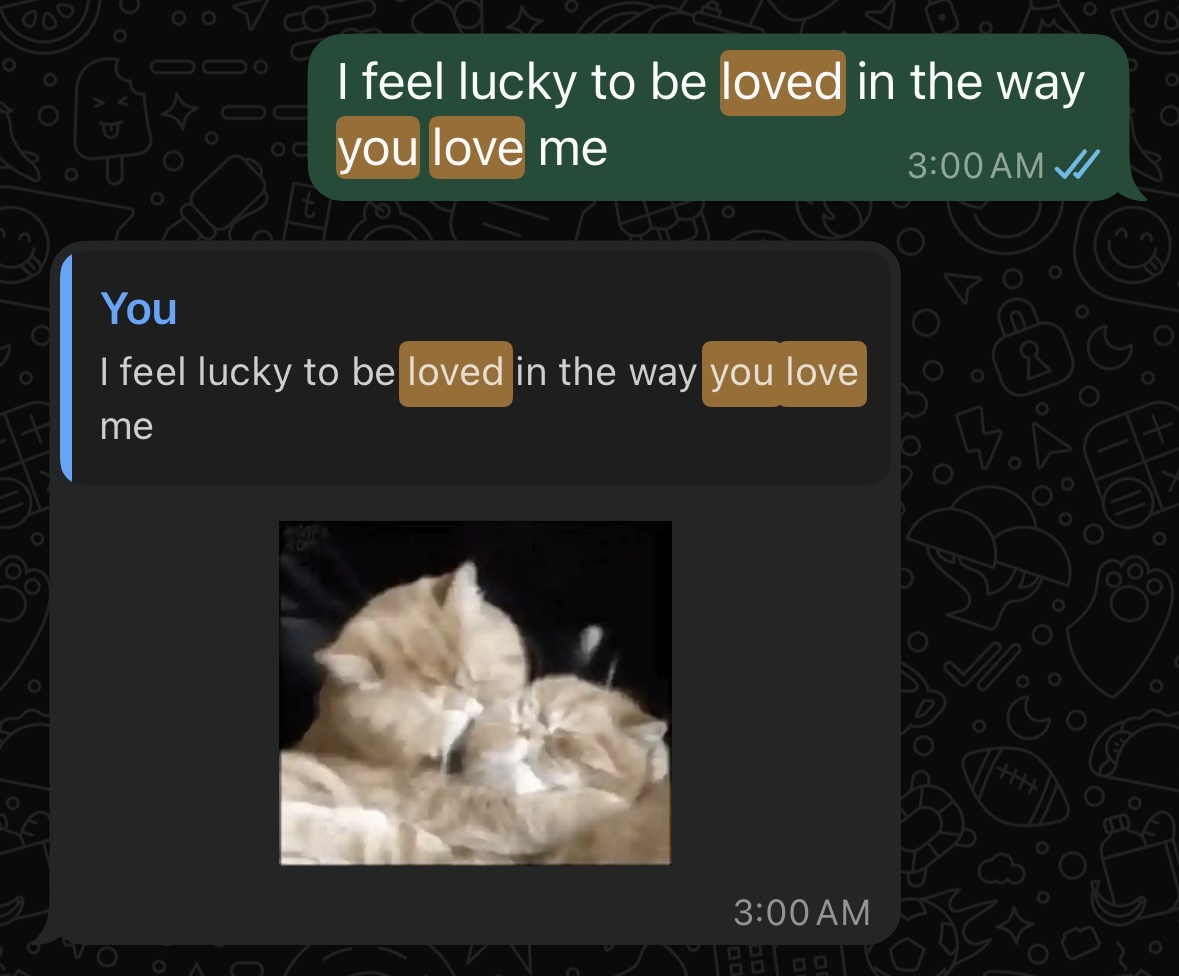 I feel lucky to be loved in the way
you love me
3:00 AM
You
I feel lucky to be loved in the way you love
me
3:00 AM